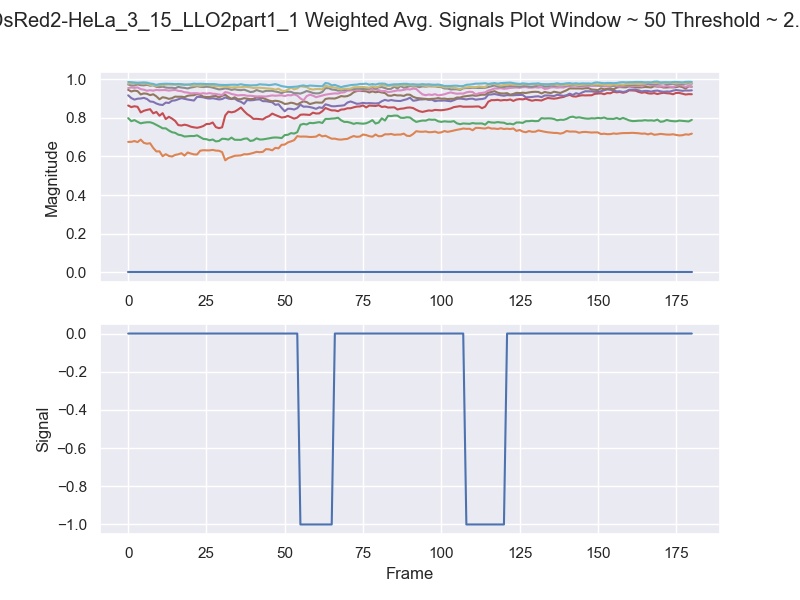 DsRed2-HeLa_3_15_LLO2part1_1 Weighted Avg. Signals Plot Window ~ 50 Threshold ~ 2.
1.0
0.8
0.6
0.4
0.2
0.0
Magnitude
0 25 50 75 100 125 150 175
0.0
−0.2
−0.4
−0.6
−0.8
−1.0
Signal
0 25 50 75 100 125 150 175
Frame